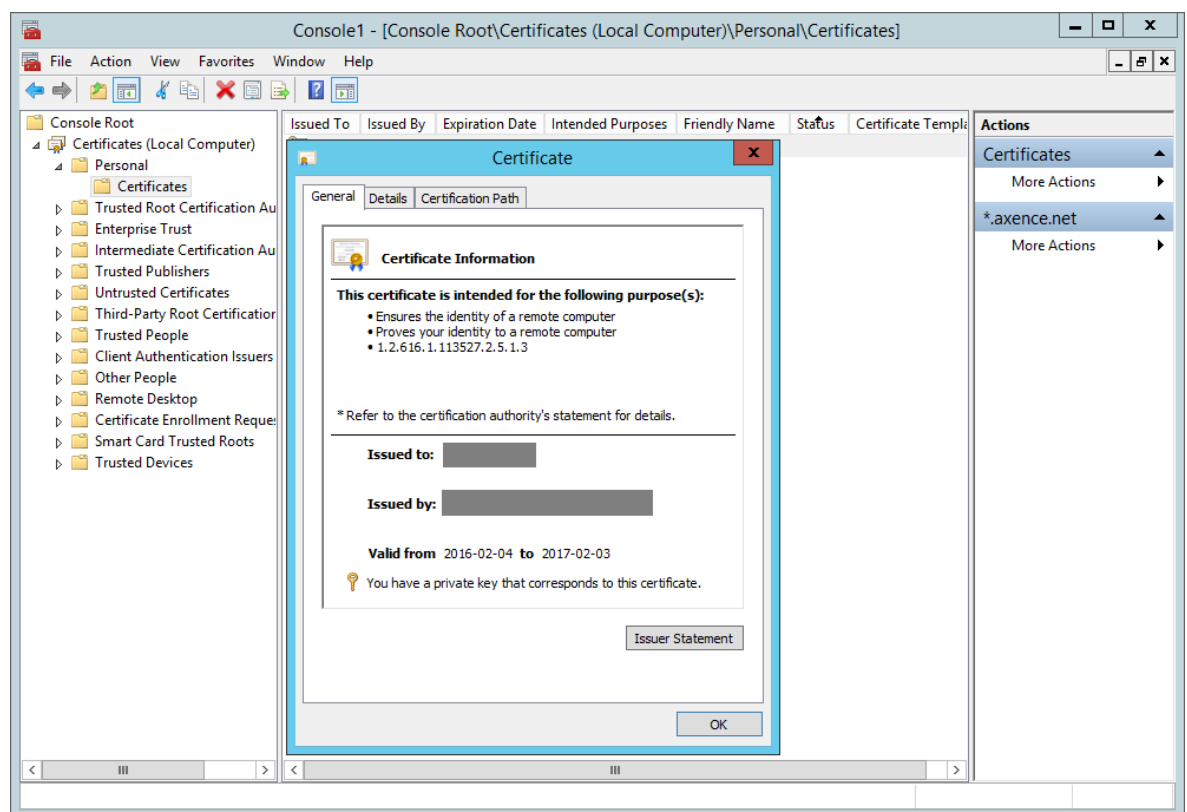 Console1 - [Console Root\Certificates (Local Computer)\Personal\Certificates]
File Action View Favorites Window Help
Console Root
Certificates (Local Computer)
Personal
Certificates
Trusted Root Certification Au
Enterprise Trust
Intermediate Certification Au
Trusted Publishers
Untrusted Certificates
Third-Party Root Certification
Trusted People
Client Authentication Issuers
Other People
Remote Desktop
Certificate Enrollment Reque
Smart Card Trusted Roots
Trusted Devices
Issued To Issued By Expiration Date Intended Purposes Friendly Name Status Certificate Templa
Certificate
General Details Certification Path
Certificate Information
This certificate is intended for the following purpose(s):
• Ensures the identity of a remote computer
• Proves your identity to a remote computer
• 1.2.616.1.113527.2.5.1.3
* Refer to the certification authority's statement for details.
Issued to:
Issued by:
Valid from 2016-02-04 to 2017-02-03
You have a private key that corresponds to this certificate.
Issuer Statement
OK
Actions
Certificates
More Actions
*.axence.net
More Actions